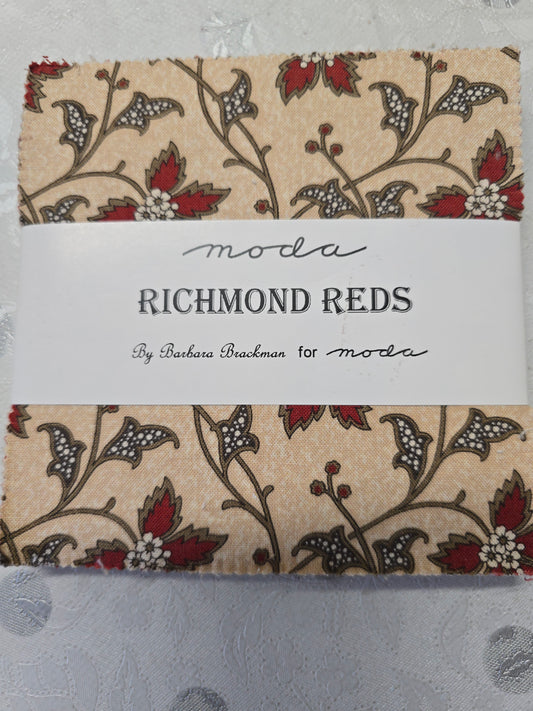 moda
RICHMOND REDS
By Barbara Brackman for moda